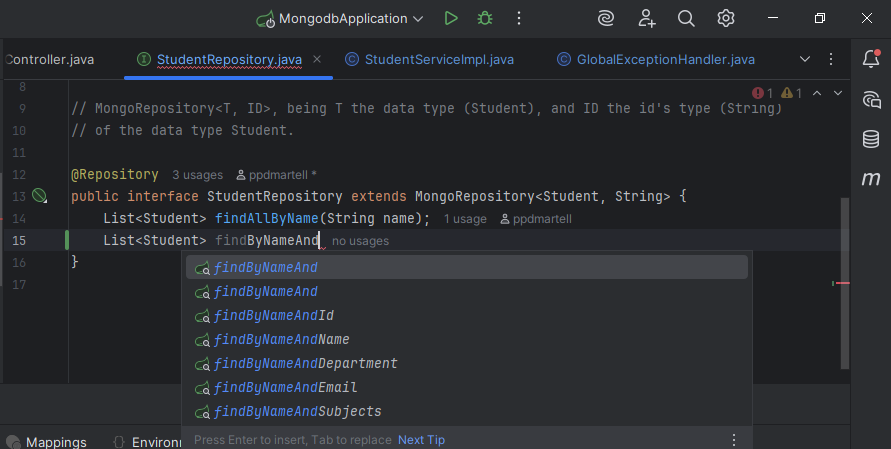 MongodbApplication
Controller.java
StudentRepository.java
StudentServiceImpl.java
GlobalExceptionHandler.java
8
1 1
9 // MongoRepository<T, ID>, being T the data type (Student), and ID the id's type (String)
10 // of the data type Student.
11
12 @Repository 3 usages ppdmartell *
13 public interface StudentRepository extends MongoRepository<Student, String> {
14 List<Student> findAllByName(String name); 1 usage ppdmartell
15 List<Student> findByNameAnd no usages
16 }
17
findByNameAnd
findByNameAnd
findByNameAndId
findByNameAndName
findByNameAndDepartment
findByNameAndEmail
findByNameAndSubjects
Press Enter to insert, Tab to replace Next Tip
Mappings {} Environm
m